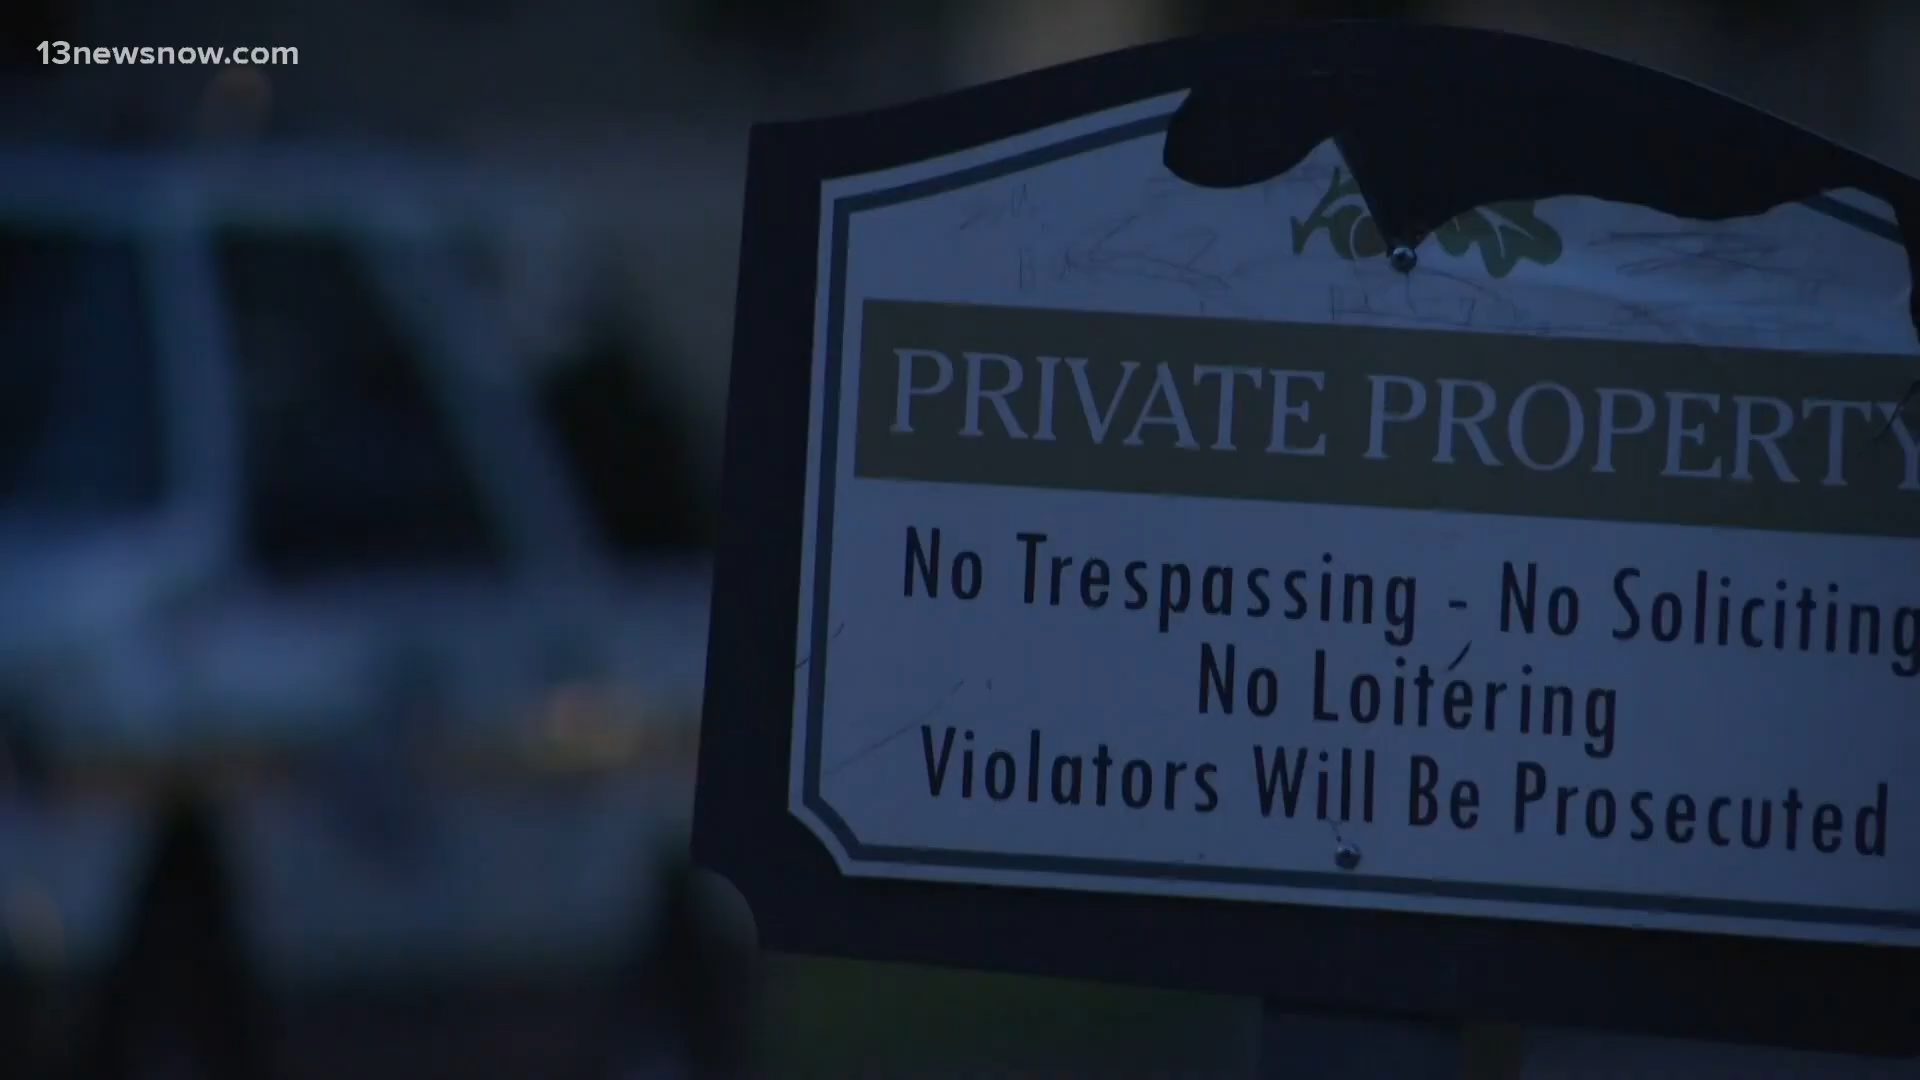 13newsnow.com
PRIVATE PROPERTY
No Trespassing - No Soliciting
No Loitering
Violators Will Be Prosecuted